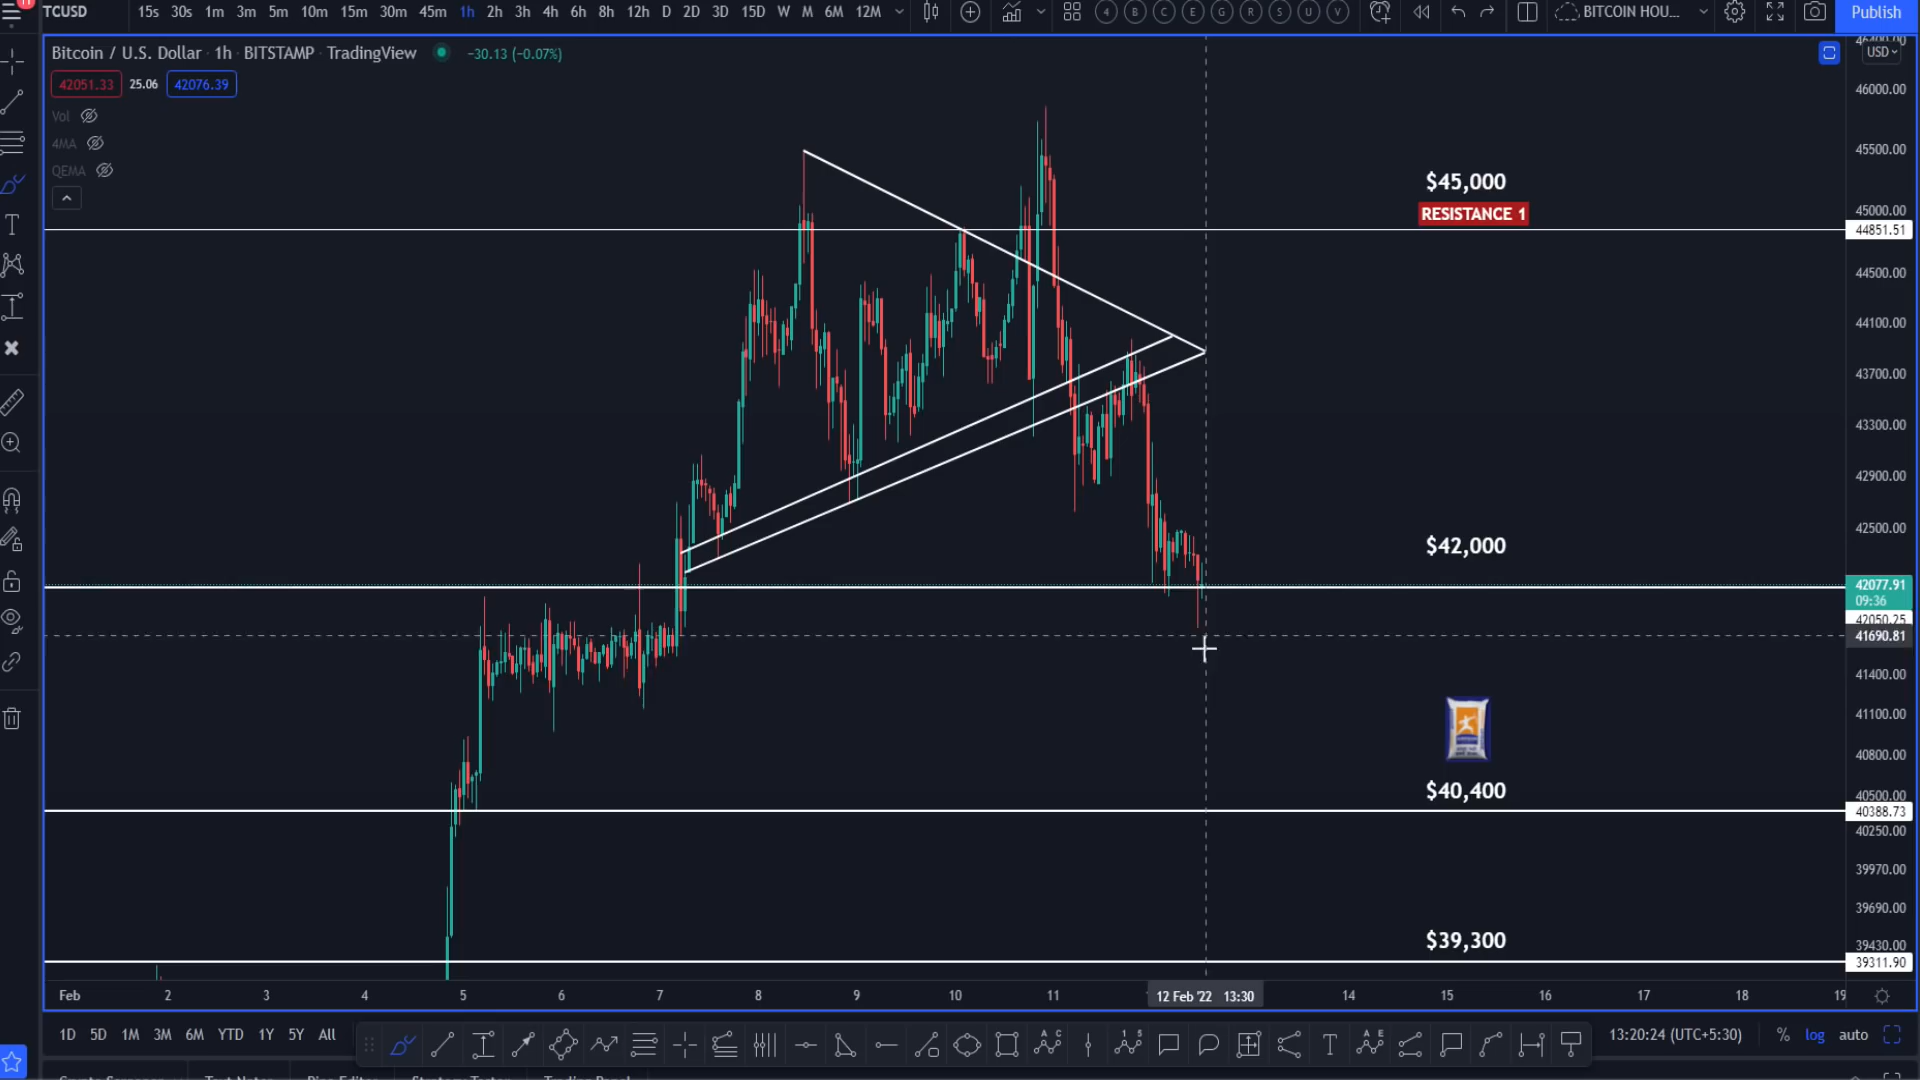 TCUSD 15s 30s 1m 3m 5m 10m 15m 30m 45m 1h 2h 3h 4h 6h 8h 12h D 2D 3D 15D W M 6M 12M 4 B C E G R S U V BITCOIN HOU... Publish
Bitcoin / U.S. Dollar · 1h · BITSTAMP · TradingView −30.13 (−0.07%)
USD
42051.33 25.06 42076.39
Vol
4MA
QEMA
46000.00
45500.00
$45,000
RESISTANCE 1
45000.00
44851.51
44500.00
44100.00
43700.00
43300.00
42900.00
42500.00
$42,000
42077.91
09:36
42050.25
41690.81
41400.00
41100.00
40800.00
$40,400
40500.00
40388.73
40250.00
39970.00
39690.00
$39,300
39430.00
39311.90
Feb 2 3 4 5 6 7 8 9 10 11 12 Feb '22 13:30 14 15 16 17 18 19
1D 5D 1M 3M 6M YTD 1Y 5Y All 13:20:24 (UTC+5:30) % log auto